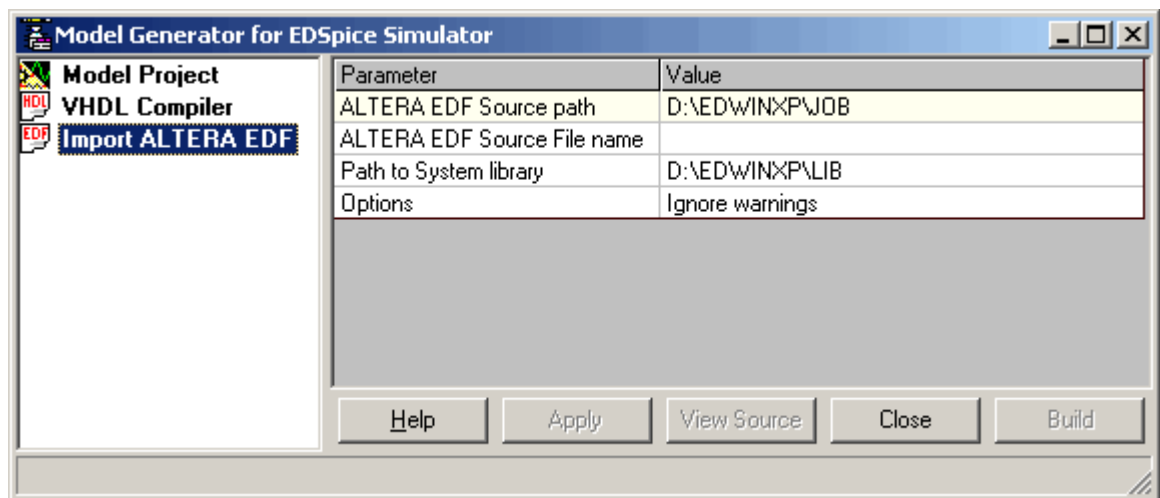 Model Generator for EDSpice Simulator
Model Project
HDL VHDL Compiler
EDF Import ALTERA EDF
Parameter Value
ALTERA EDF Source path D:\EDWINXP\JOB
ALTERA EDF Source File name
Path to System library D:\EDWINXP\LIB
Options Ignore warnings
Help Apply View Source Close Build